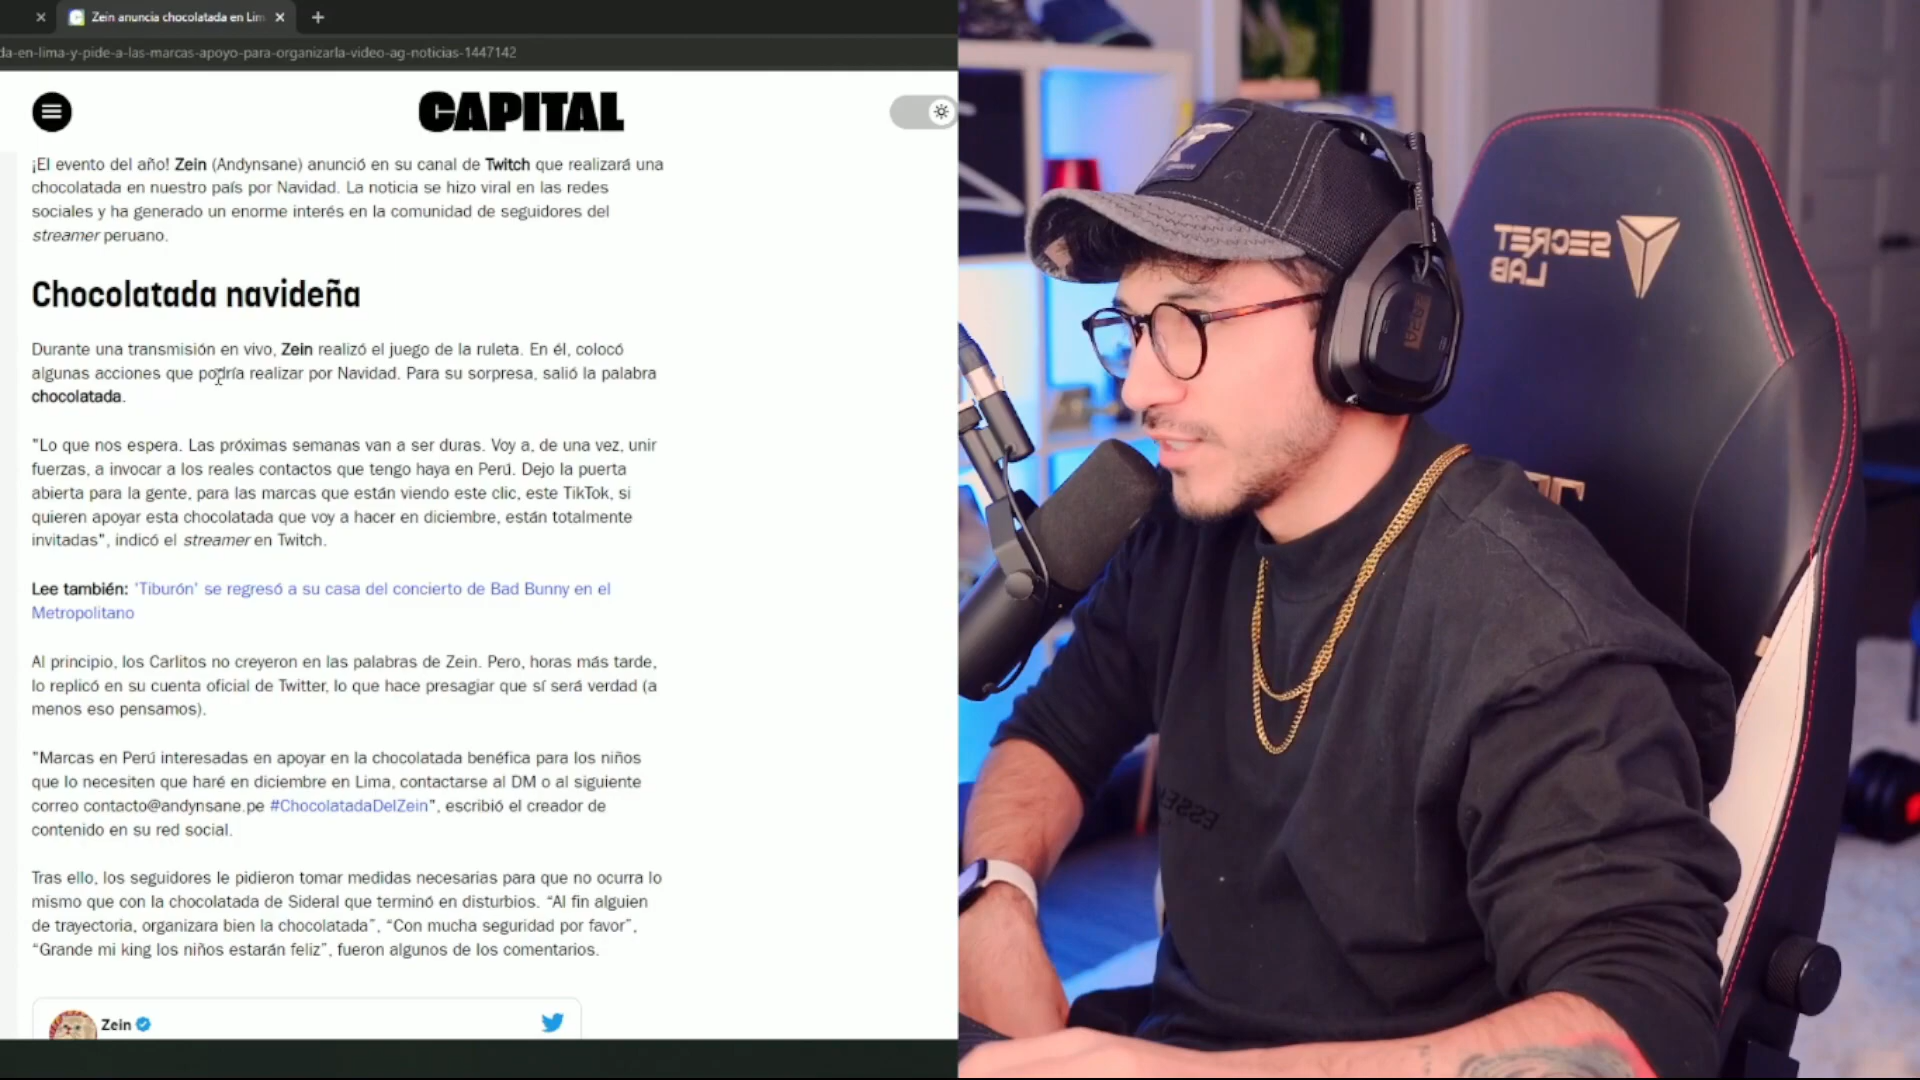 Zein anuncia chocolatada en Lim
da-en-lima-y-pide-a-las-marcas-apoyo-para-organizarla-video-ag-noticias-1447142
CAPITAL
¡El evento del año! Zein (Andynsane) anunció en su canal de Twitch que realizará una
chocolatada en nuestro país por Navidad. La noticia se hizo viral en las redes
sociales y ha generado un enorme interés en la comunidad de seguidores del
streamer peruano.
Chocolatada navideña
Durante una transmisión en vivo, Zein realizó el juego de la ruleta. En él, colocó
algunas acciones que podría realizar por Navidad. Para su sorpresa, salió la palabra
chocolatada.
"Lo que nos espera. Las próximas semanas van a ser duras. Voy a, de una vez, unir
fuerzas, a invocar a los reales contactos que tengo haya en Perú. Dejo la puerta
abierta para la gente, para las marcas que están viendo este clic, este TikTok, si
quieren apoyar esta chocolatada que voy a hacer en diciembre, están totalmente
invitadas", indicó el streamer en Twitch.
Lee también: 'Tiburón' se regresó a su casa del concierto de Bad Bunny en el
Metropolitano
Al principio, los Carlitos no creyeron en las palabras de Zein. Pero, horas más tarde,
lo replicó en su cuenta oficial de Twitter, lo que hace presagiar que sí será verdad (a
menos eso pensamos).
"Marcas en Perú interesadas en apoyar en la chocolatada benéfica para los niños
que lo necesiten que haré en diciembre en Lima, contactarse al DM o al siguiente
correo contacto@andynsane.pe #ChocolatadaDelZein", escribió el creador de
contenido en su red social.
Tras ello, los seguidores le pidieron tomar medidas necesarias para que no ocurra lo
mismo que con la chocolatada de Sideral que terminó en disturbios. “Al fin alguien
de trayectoria, organizara bien la chocolatada”, “Con mucha seguridad por favor”,
“Grande mi king los niños estarán feliz”, fueron algunos de los comentarios.
Zein
SECRET
LAB
ASTRO
ESSEN